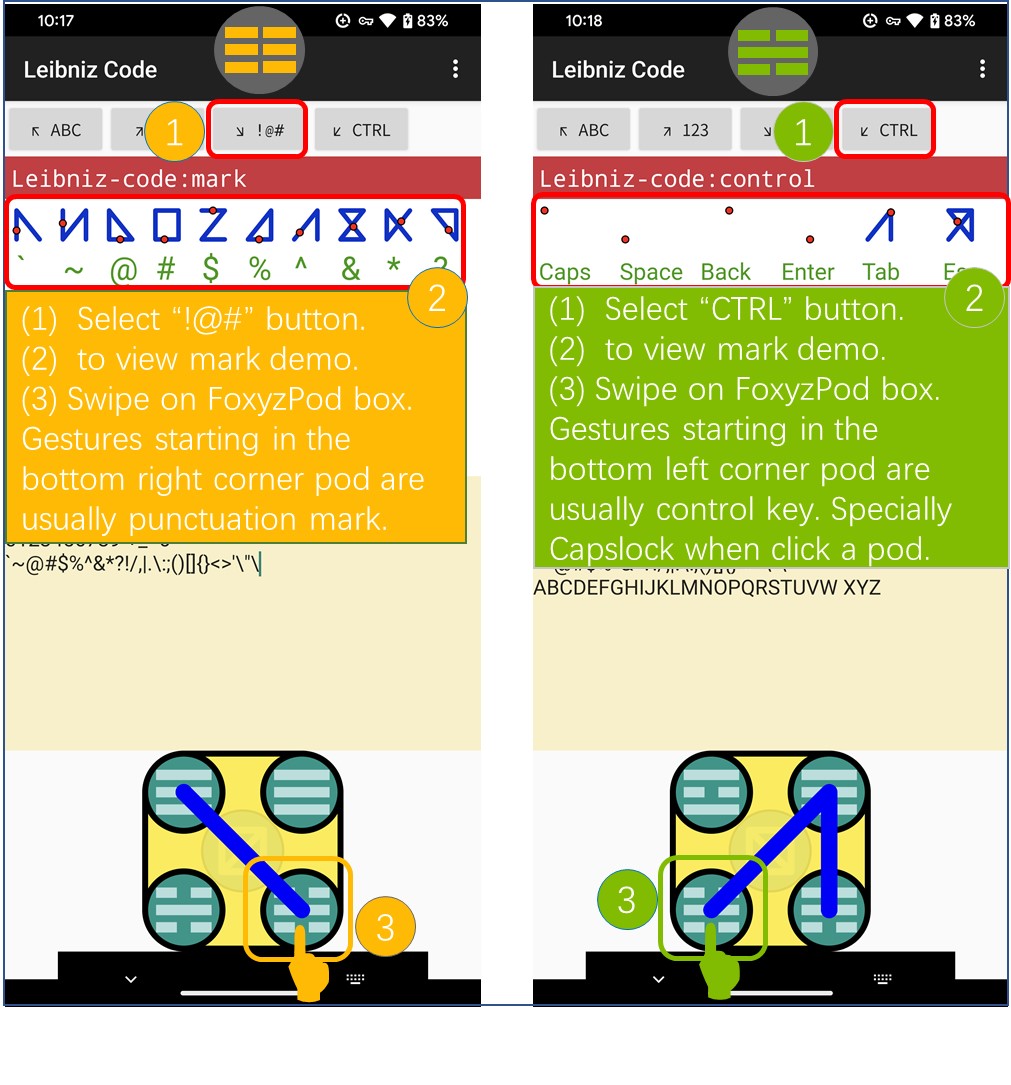 10:17
83%
Leibniz Code
ABC
1
!@#
CTRL
Leibniz-code:mark
` ~ @ # $ % ^ & *
2
(1) Select “!@#” button.
(2) to view mark demo.
(3) Swipe on FoxyzPod box.
Gestures starting in the
bottom right corner pod are
usually punctuation mark.
`~@#$%^&*?!/,|.\:;()[]{}<>'\"\
3
10:18
83%
Leibniz Code
ABC
123
1
CTRL
Leibniz-code:control
Caps Space Back Enter Tab
2
(1) Select “CTRL” button.
(2) to view mark demo.
(3) Swipe on FoxyzPod box.
Gestures starting in the
bottom left corner pod are
usually control key. Specially
Capslock when click a pod.
ABCDEFGHIJKLMNOPQRSTUVW XYZ
3